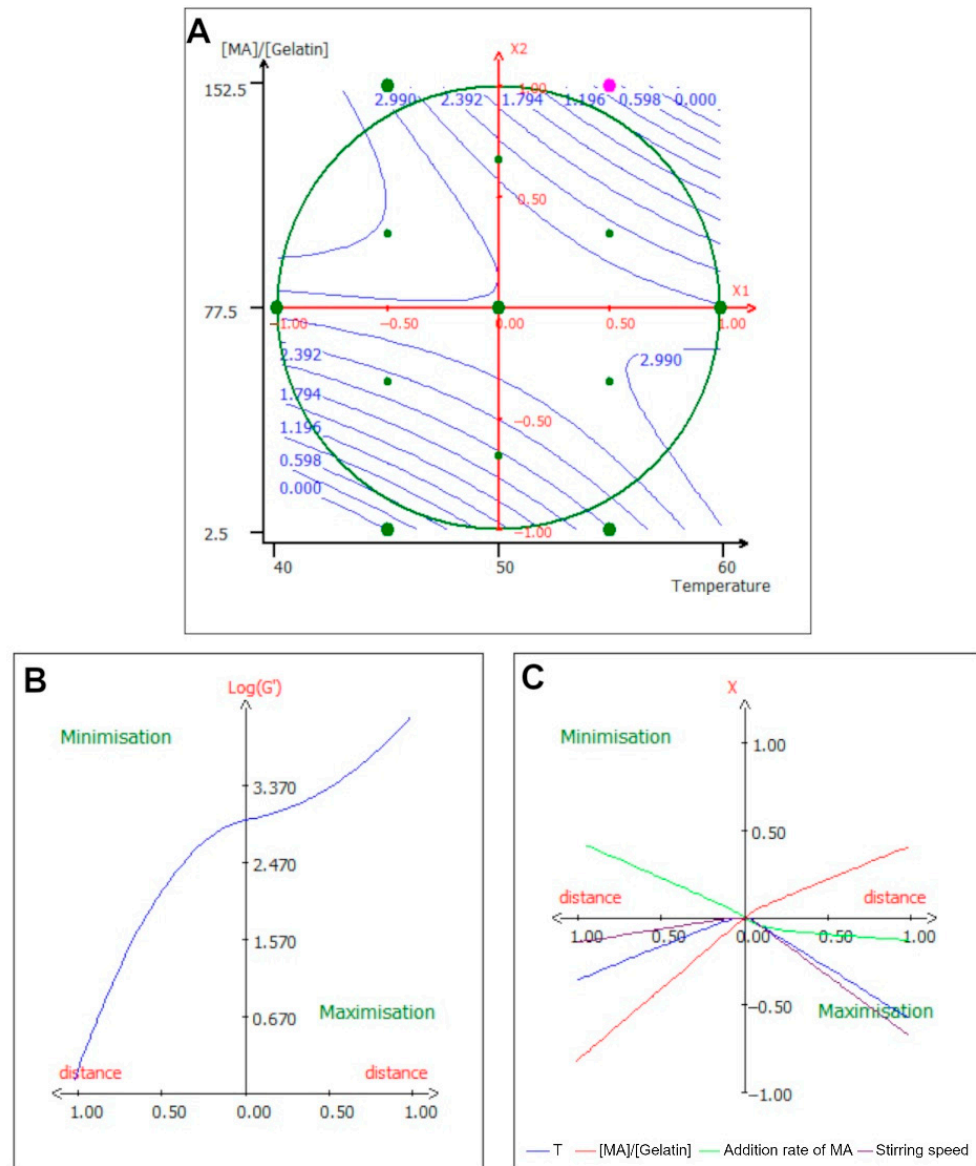 A
[MA]/[Gelatin]
X2
152.5
1.00
2.990 2.392 1.794 1.196 0.598 0.000
0.50
X1
77.5
−1.00 −0.50 0.00 0.50 1.00
2.392
2.990
1.794
−0.50
1.196
0.598
0.000
2.5
−1.00
40 50 60
Temperature
B
Log(G')
Minimisation
3.370
2.470
1.570
0.670
Maximisation
distance distance
1.00 0.50 0.00 0.50 1.00
C
X
Minimisation
1.00
0.50
distance distance
1.00 0.50 0.00 0.50 1.00
−0.50
Maximisation
−1.00
T [MA]/[Gelatin] Addition rate of MA Stirring speed